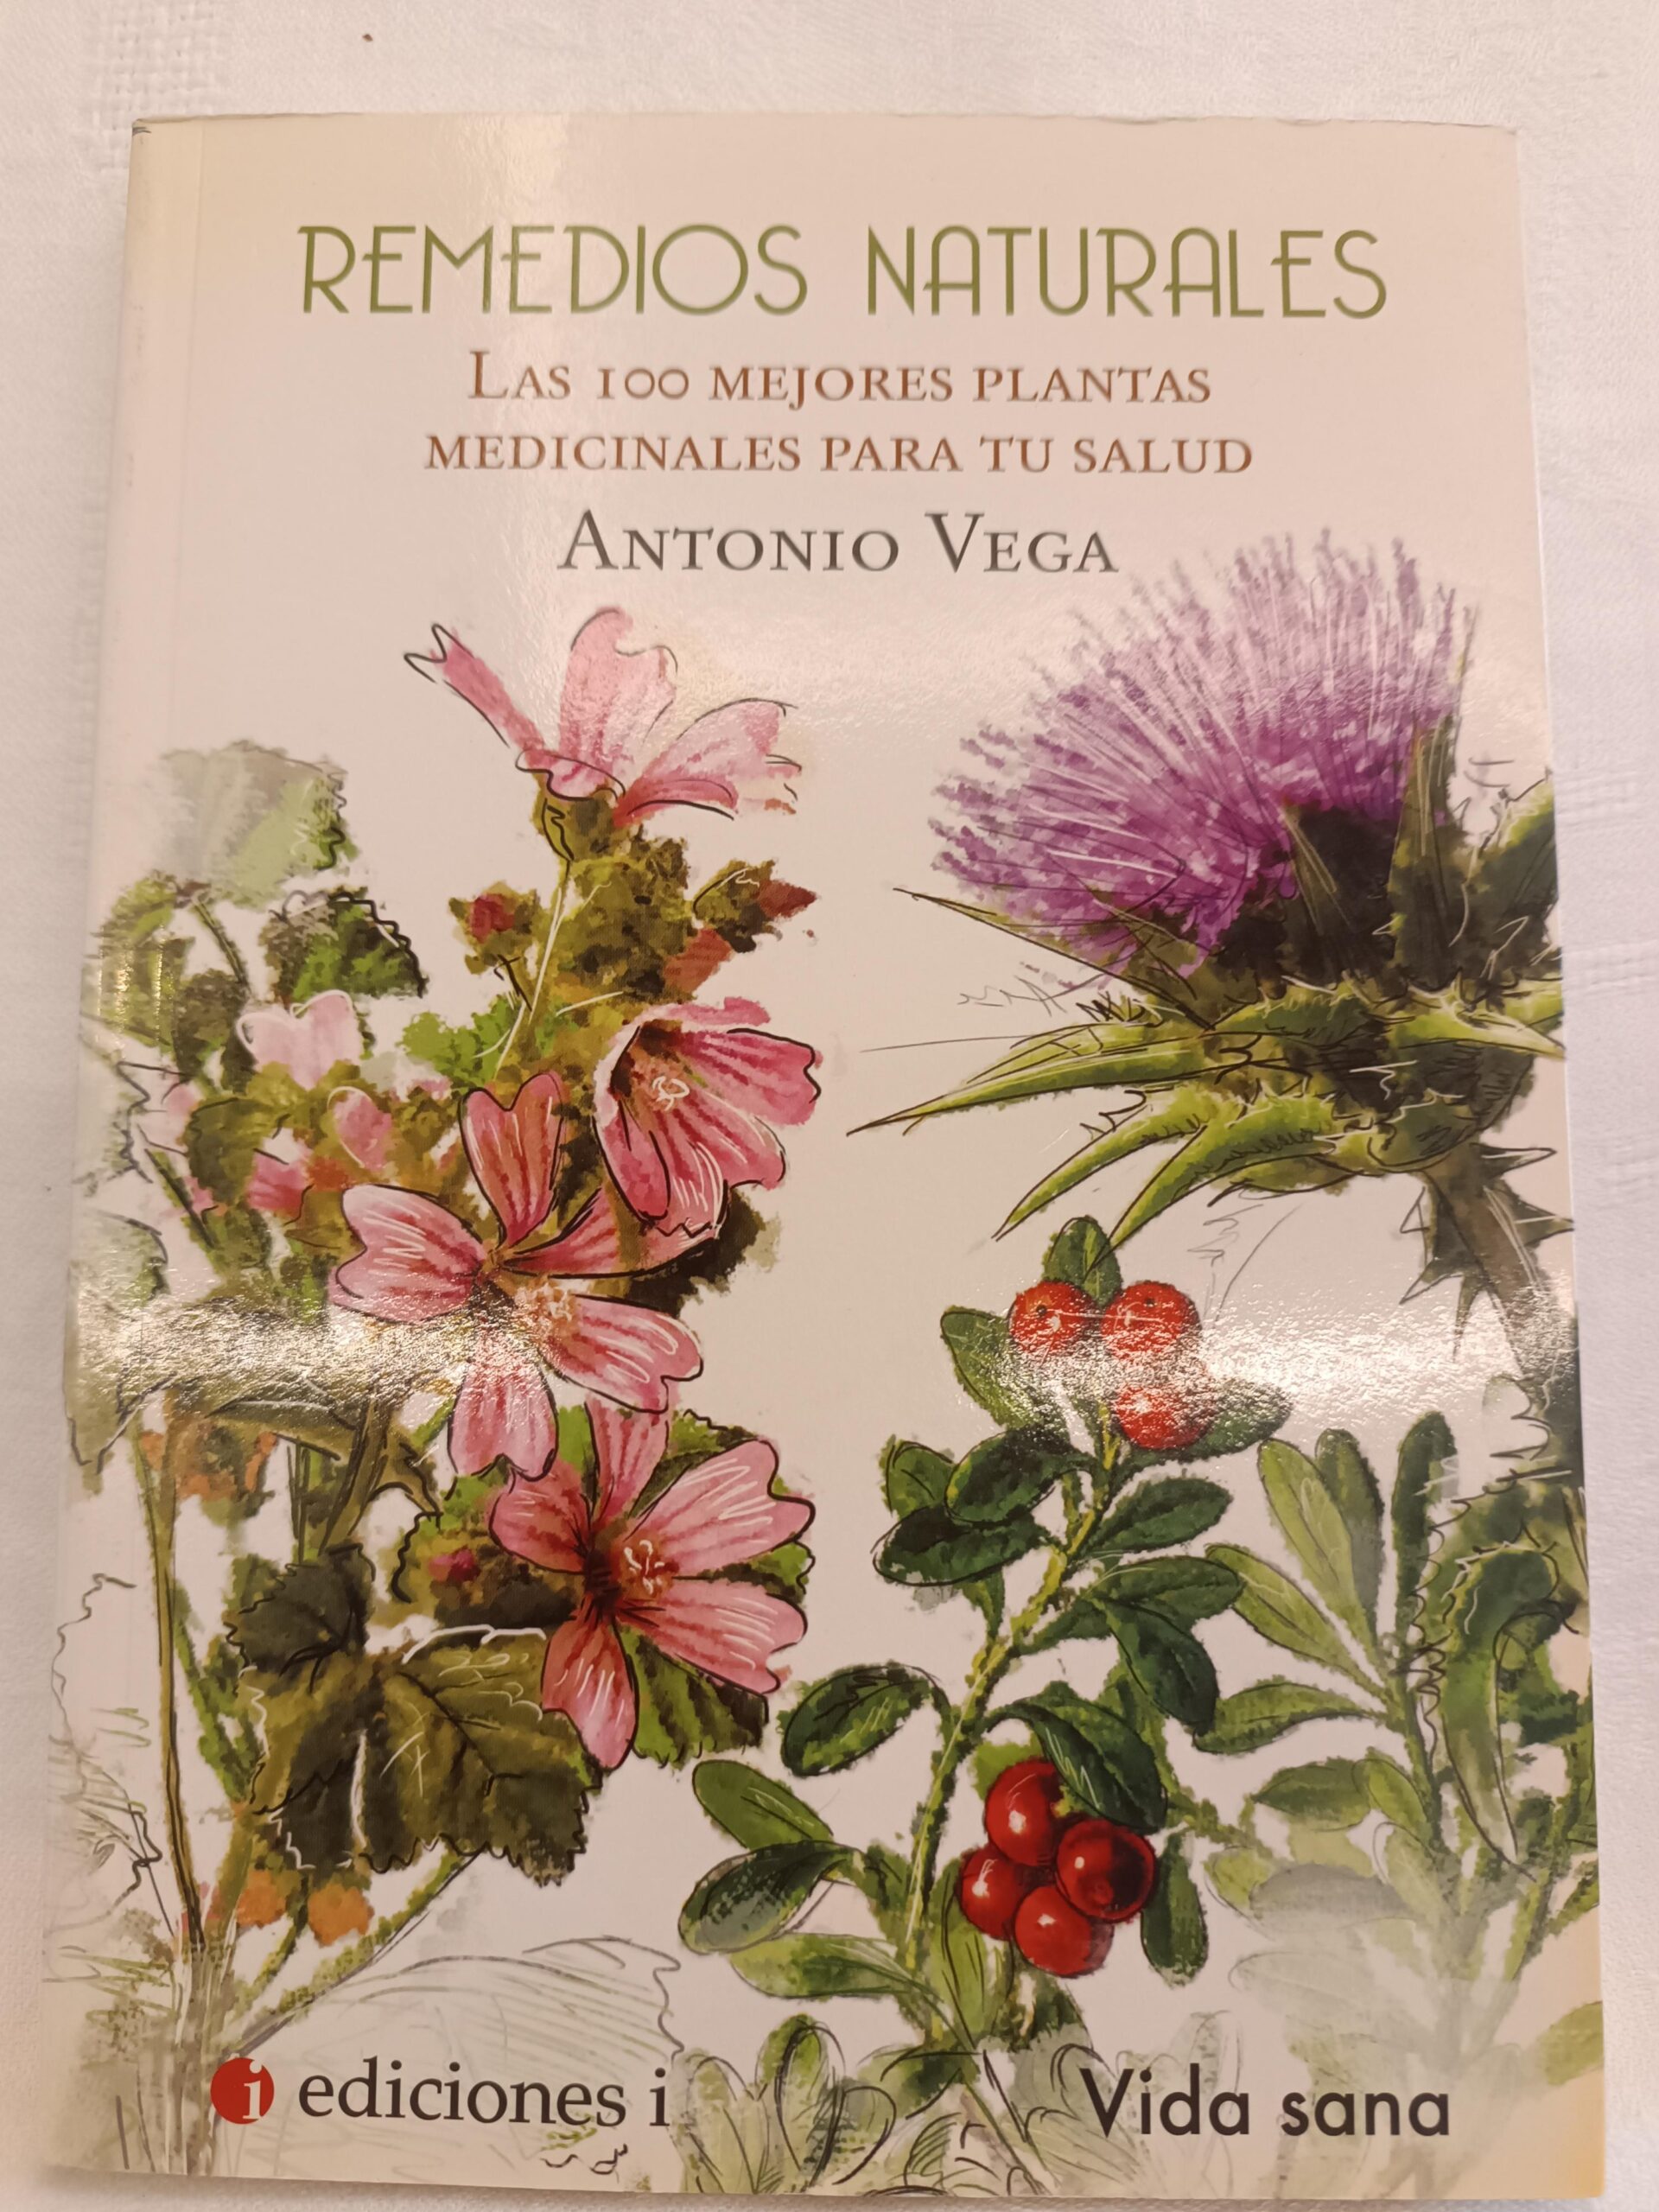 REMEDIOS NATURALES
LAS 100 MEJORES PLANTAS
MEDICINALES PARA TU SALUD
ANTONIO VEGA
i ediciones i
Vida sana